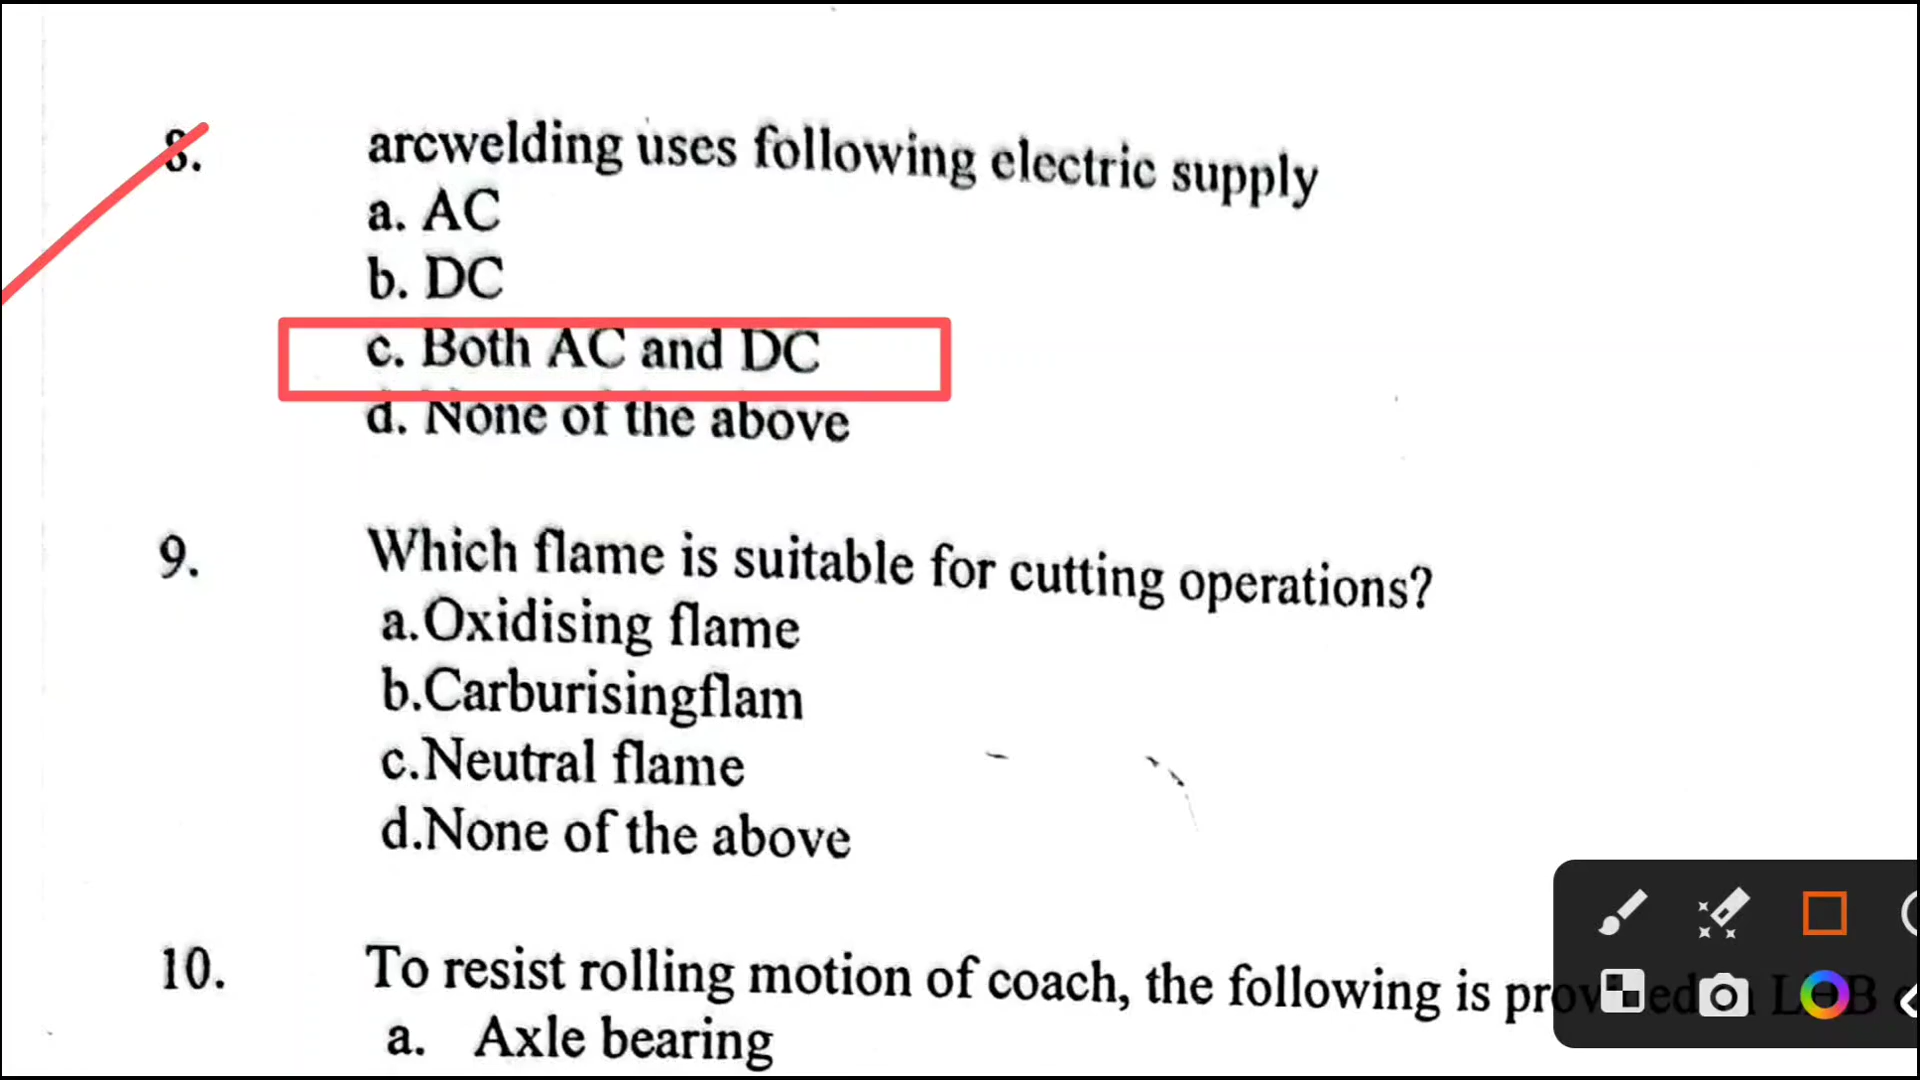 8. arcwelding uses following electric supply
a. AC
b. DC
c. Both AC and DC
d. None of the above
9. Which flame is suitable for cutting operations?
a.Oxidising flame
b.Carburisingflam
c.Neutral flame
d.None of the above
10. To resist rolling motion of coach, the following is provided
a. Axle bearing